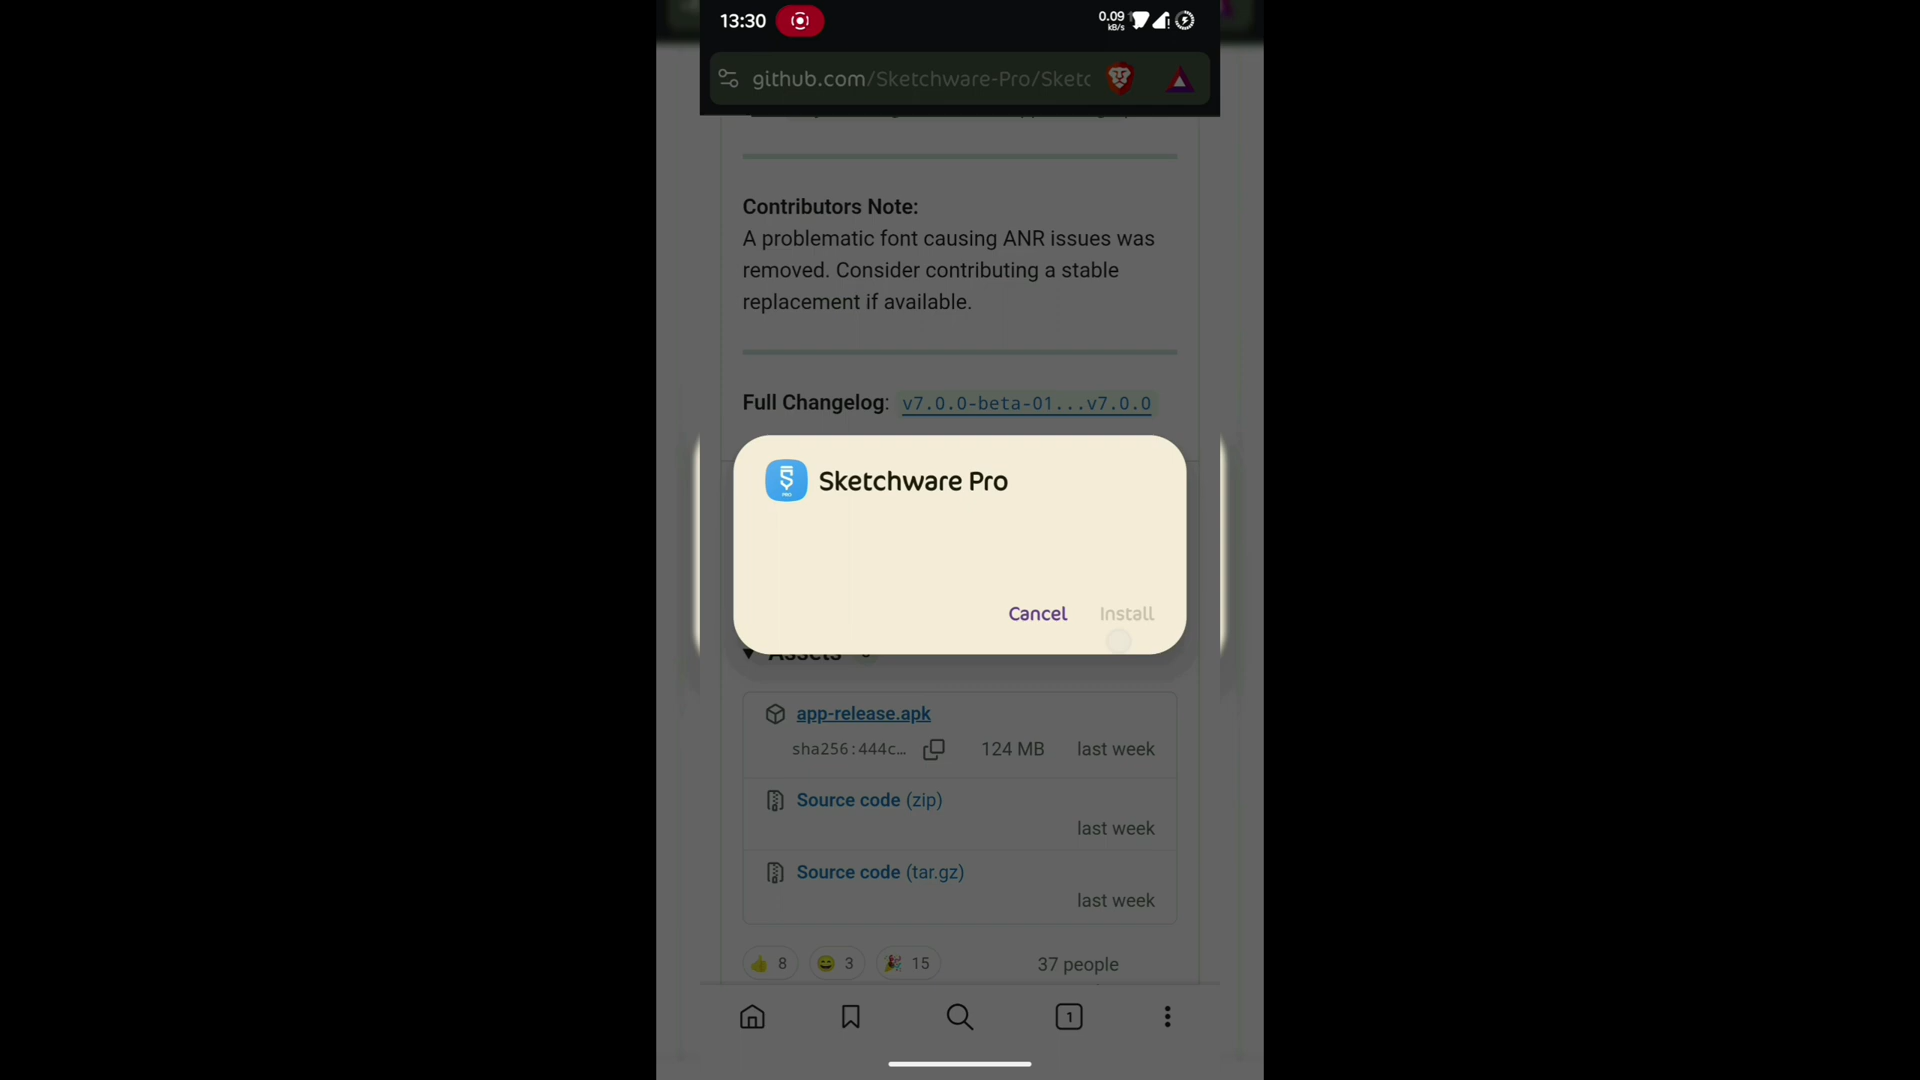 13:30
0.09
kB/s
github.com/Sketchware-Pro/Sketc
Contributors Note:
A problematic font causing ANR issues was
removed. Consider contributing a stable
replacement if available.
Full Changelog: v7.0.0-beta-01...v7.0.0
Sketchware Pro
PRO
Cancel
Install
Assets
app-release.apk
sha256:444c…
124 MB
last week
Source code (zip)
last week
Source code (tar.gz)
last week
8
3
15
37 people
1